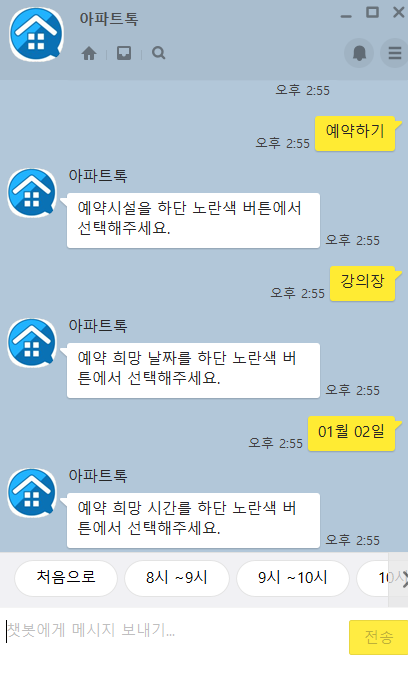 아파트톡
오후 2:55
예약하기
오후 2:55
아파트톡
예약시설을 하단 노란색 버튼에서
선택해주세요.
오후 2:55
강의장
오후 2:55
아파트톡
예약 희망 날짜를 하단 노란색 버
튼에서 선택해주세요.
오후 2:55
01월 02일
오후 2:55
아파트톡
예약 희망 시간를 하단 노란색 버
튼에서 선택해주세요.
오후 2:55
처음으로 8시 ~9시 9시 ~10시
챗봇에게 메시지 보내기...
전송